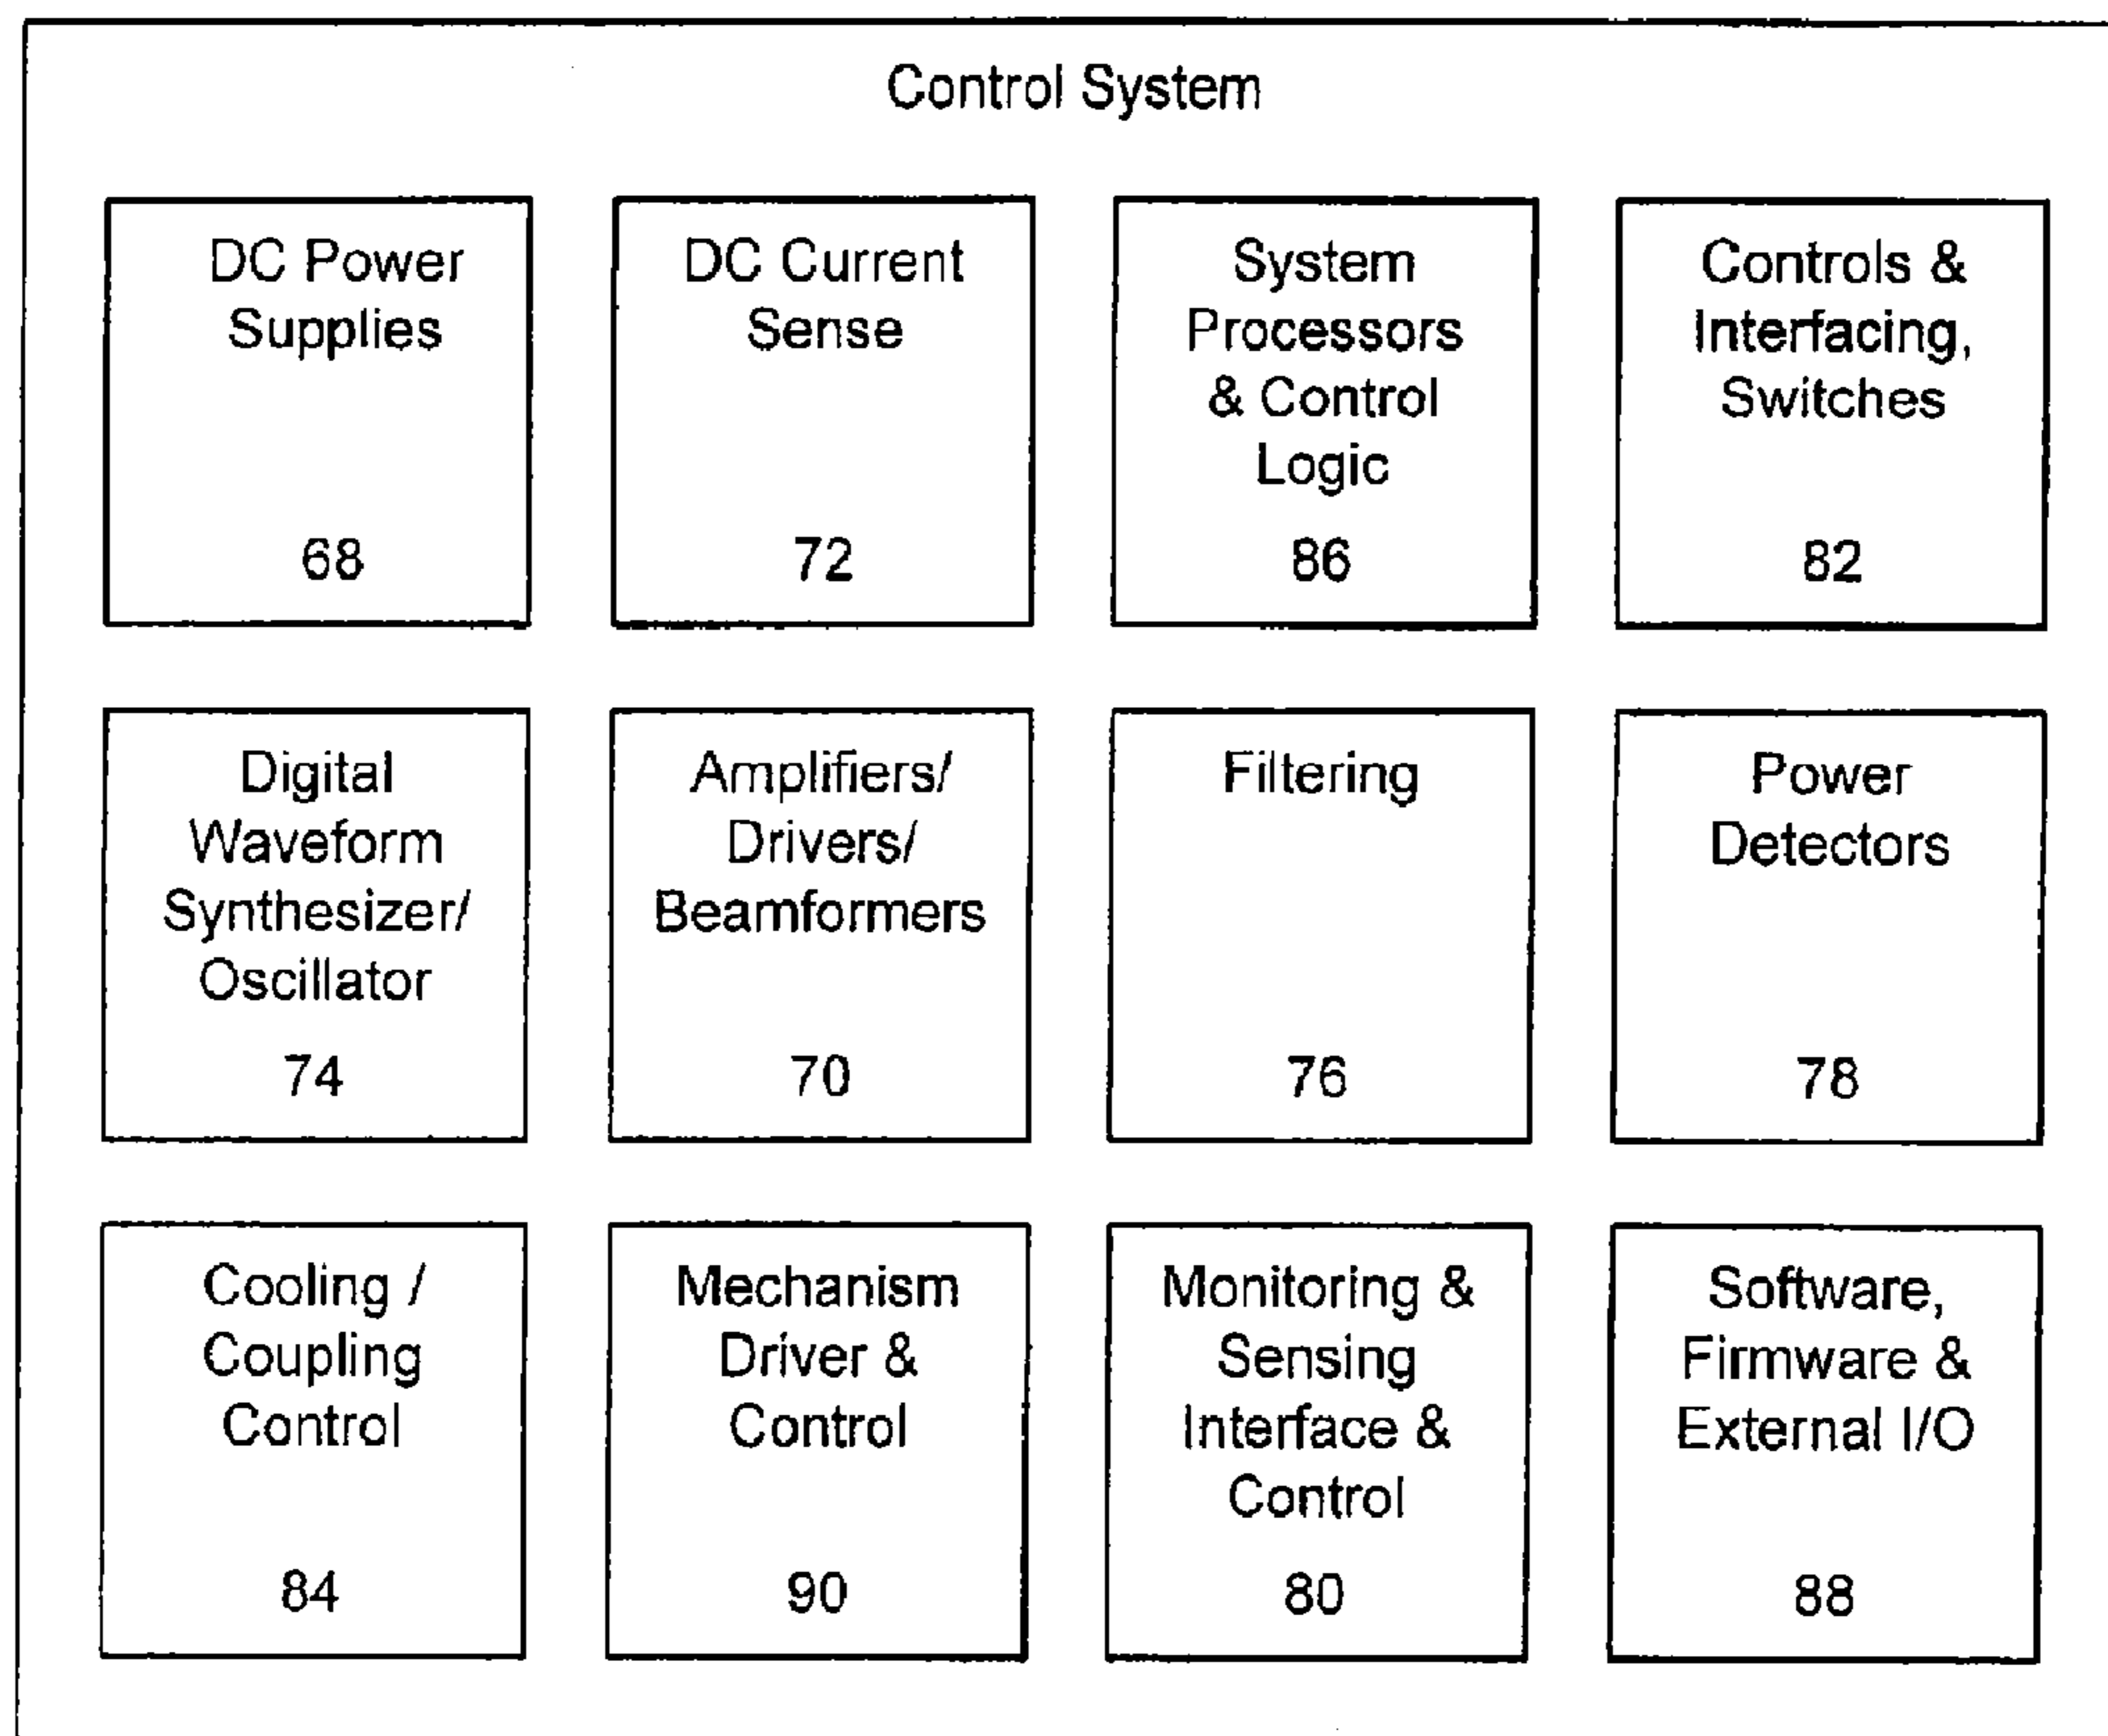 Control System
DC Power
Supplies
68
DC Current
Sense
72
System
Processors
& Control
Logic
86
Controls &
Interfacing,
Switches
82
Digital
Waveform
Synthesizer/
Oscillator
74
Amplifiers/
Drivers/
Beamformers
70
Filtering
76
Power
Detectors
78
Cooling /
Coupling
Control
84
Mechanism
Driver &
Control
90
Monitoring &
Sensing
Interface &
Control
80
Software,
Firmware &
External I/O
88